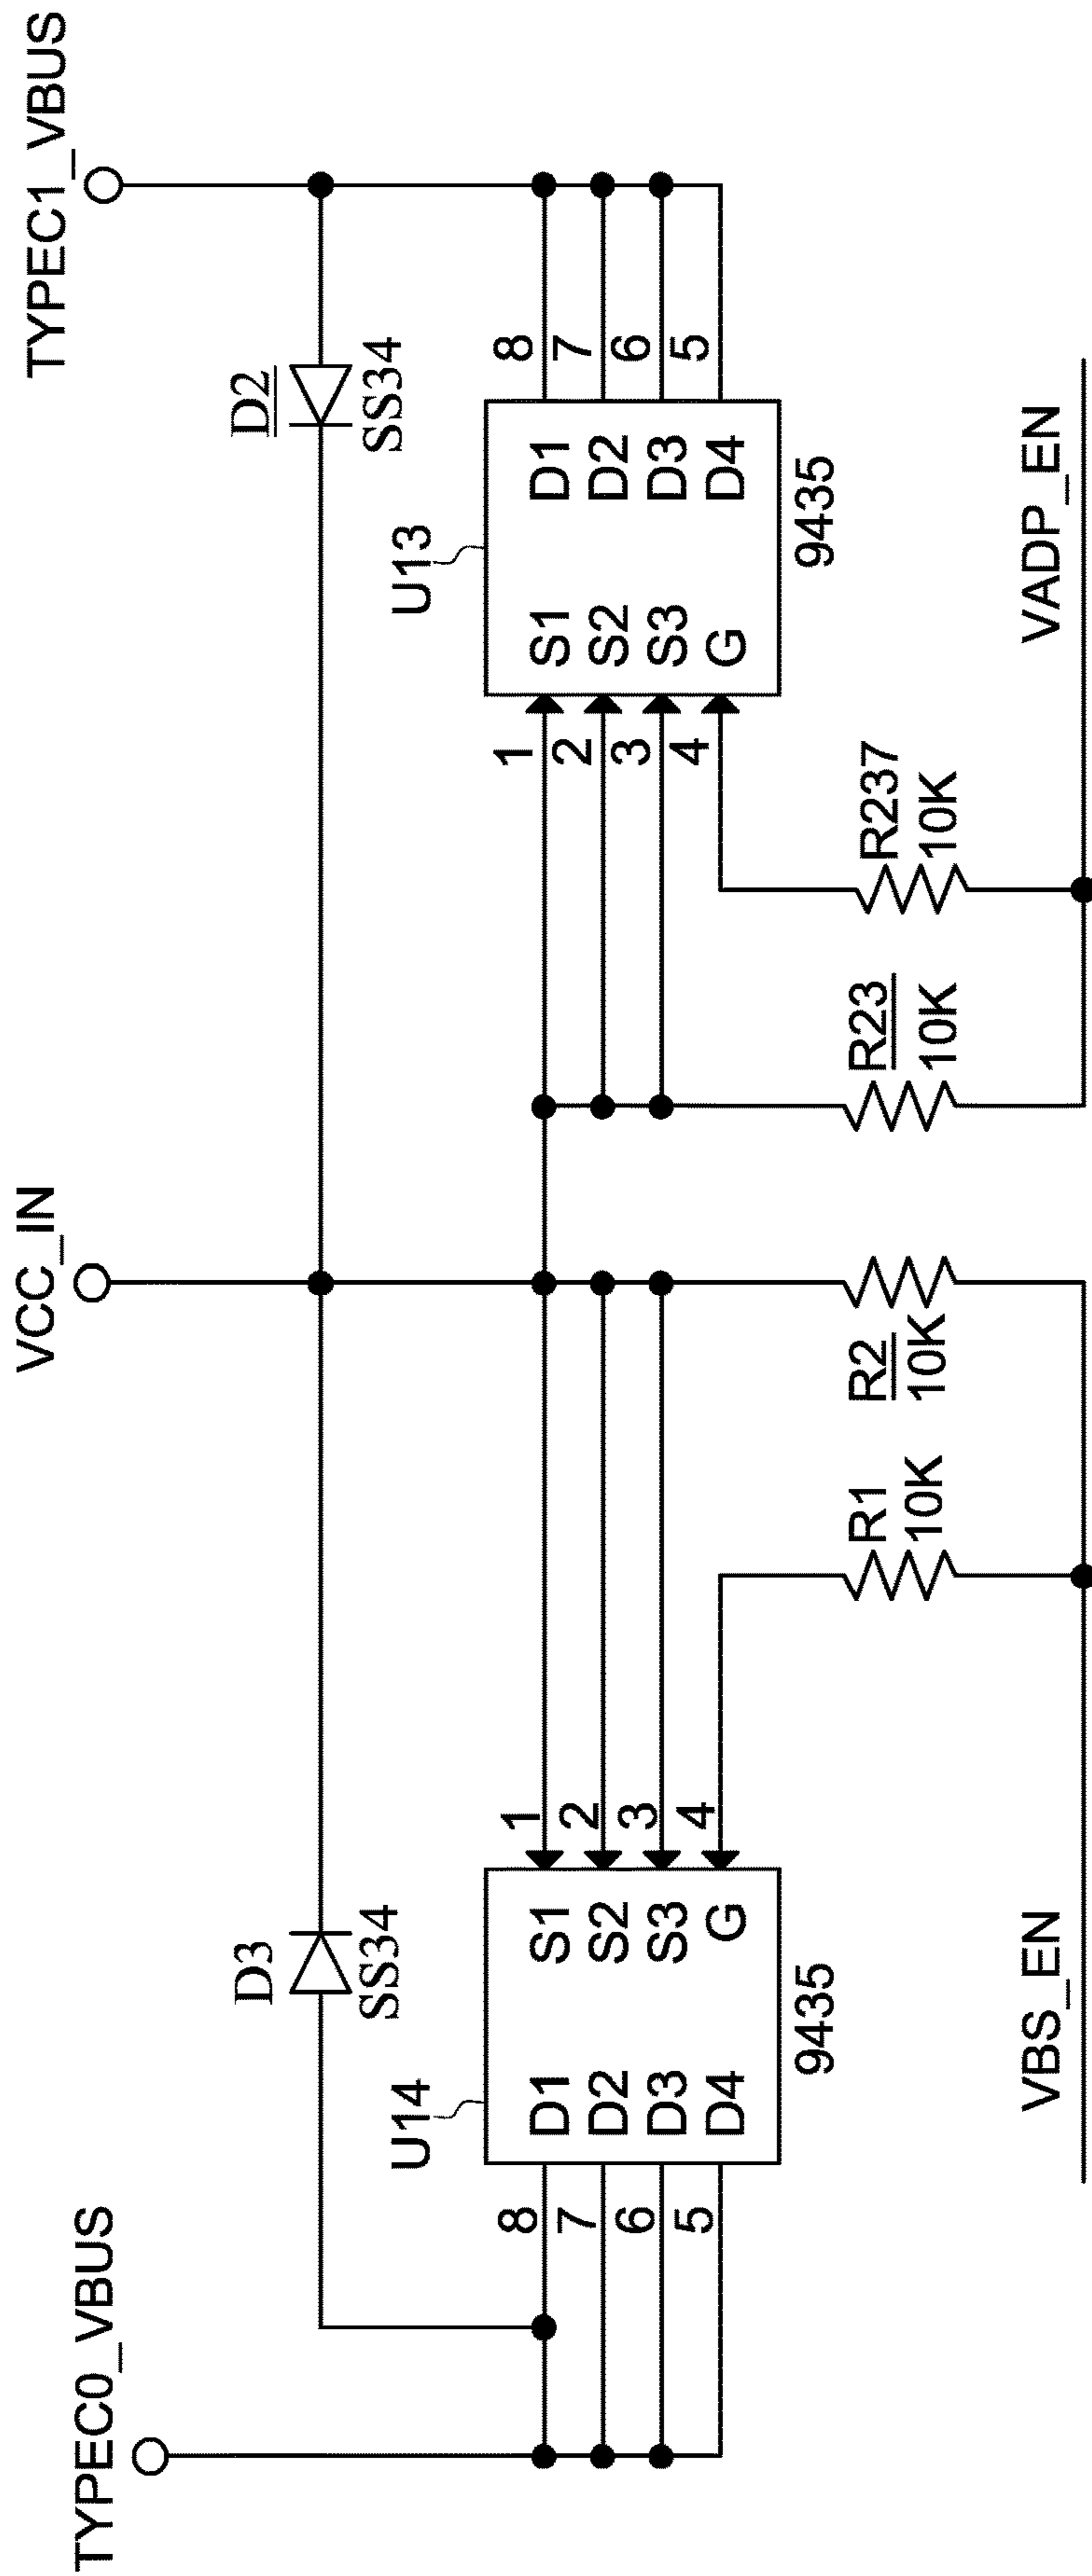 TYPEC0_VBUS
VCC_IN
TYPEC1_VBUS
D3
SS34
D2
SS34
U14
8
7
6
5
D1
D2
D3
D4
S1
S2
S3
G
1
2
3
4
9435
U13
1
2
3
4
S1
S2
S3
G
D1
D2
D3
D4
8
7
6
5
9435
R1
10K
R2
10K
R23
10K
R237
10K
VBS_EN
VADP_EN